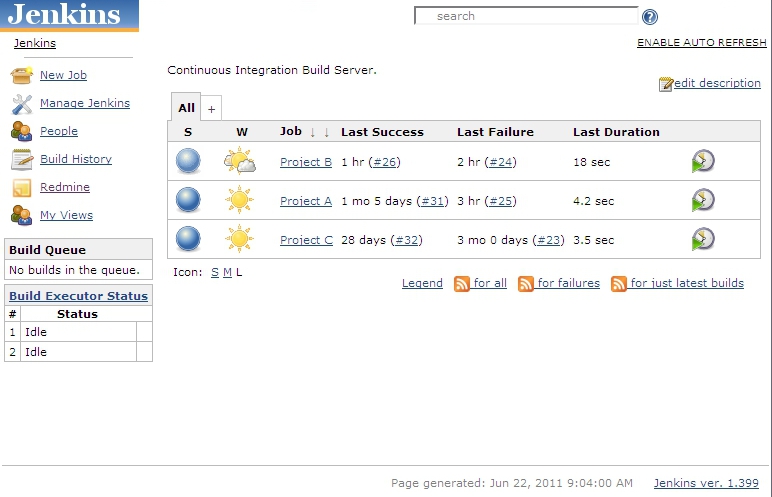 Jenkins
search
Jenkins
ENABLE AUTO REFRESH
New Job
Manage Jenkins
People
Build History
Redmine
My Views
Build Queue
No builds in the queue.
Build Executor Status
# Status
1 Idle
2 Idle
Continuous Integration Build Server.
edit description
All +
S W Job ↓ ↓ Last Success Last Failure Last Duration
Project B 1 hr (#26) 2 hr (#24) 18 sec
Project A 1 mo 5 days (#31) 3 hr (#25) 4.2 sec
Project C 28 days (#32) 3 mo 0 days (#23) 3.5 sec
Icon: S M L
Legend for all for failures for just latest builds
Page generated: Jun 22, 2011 9:04:00 AM Jenkins ver. 1.399